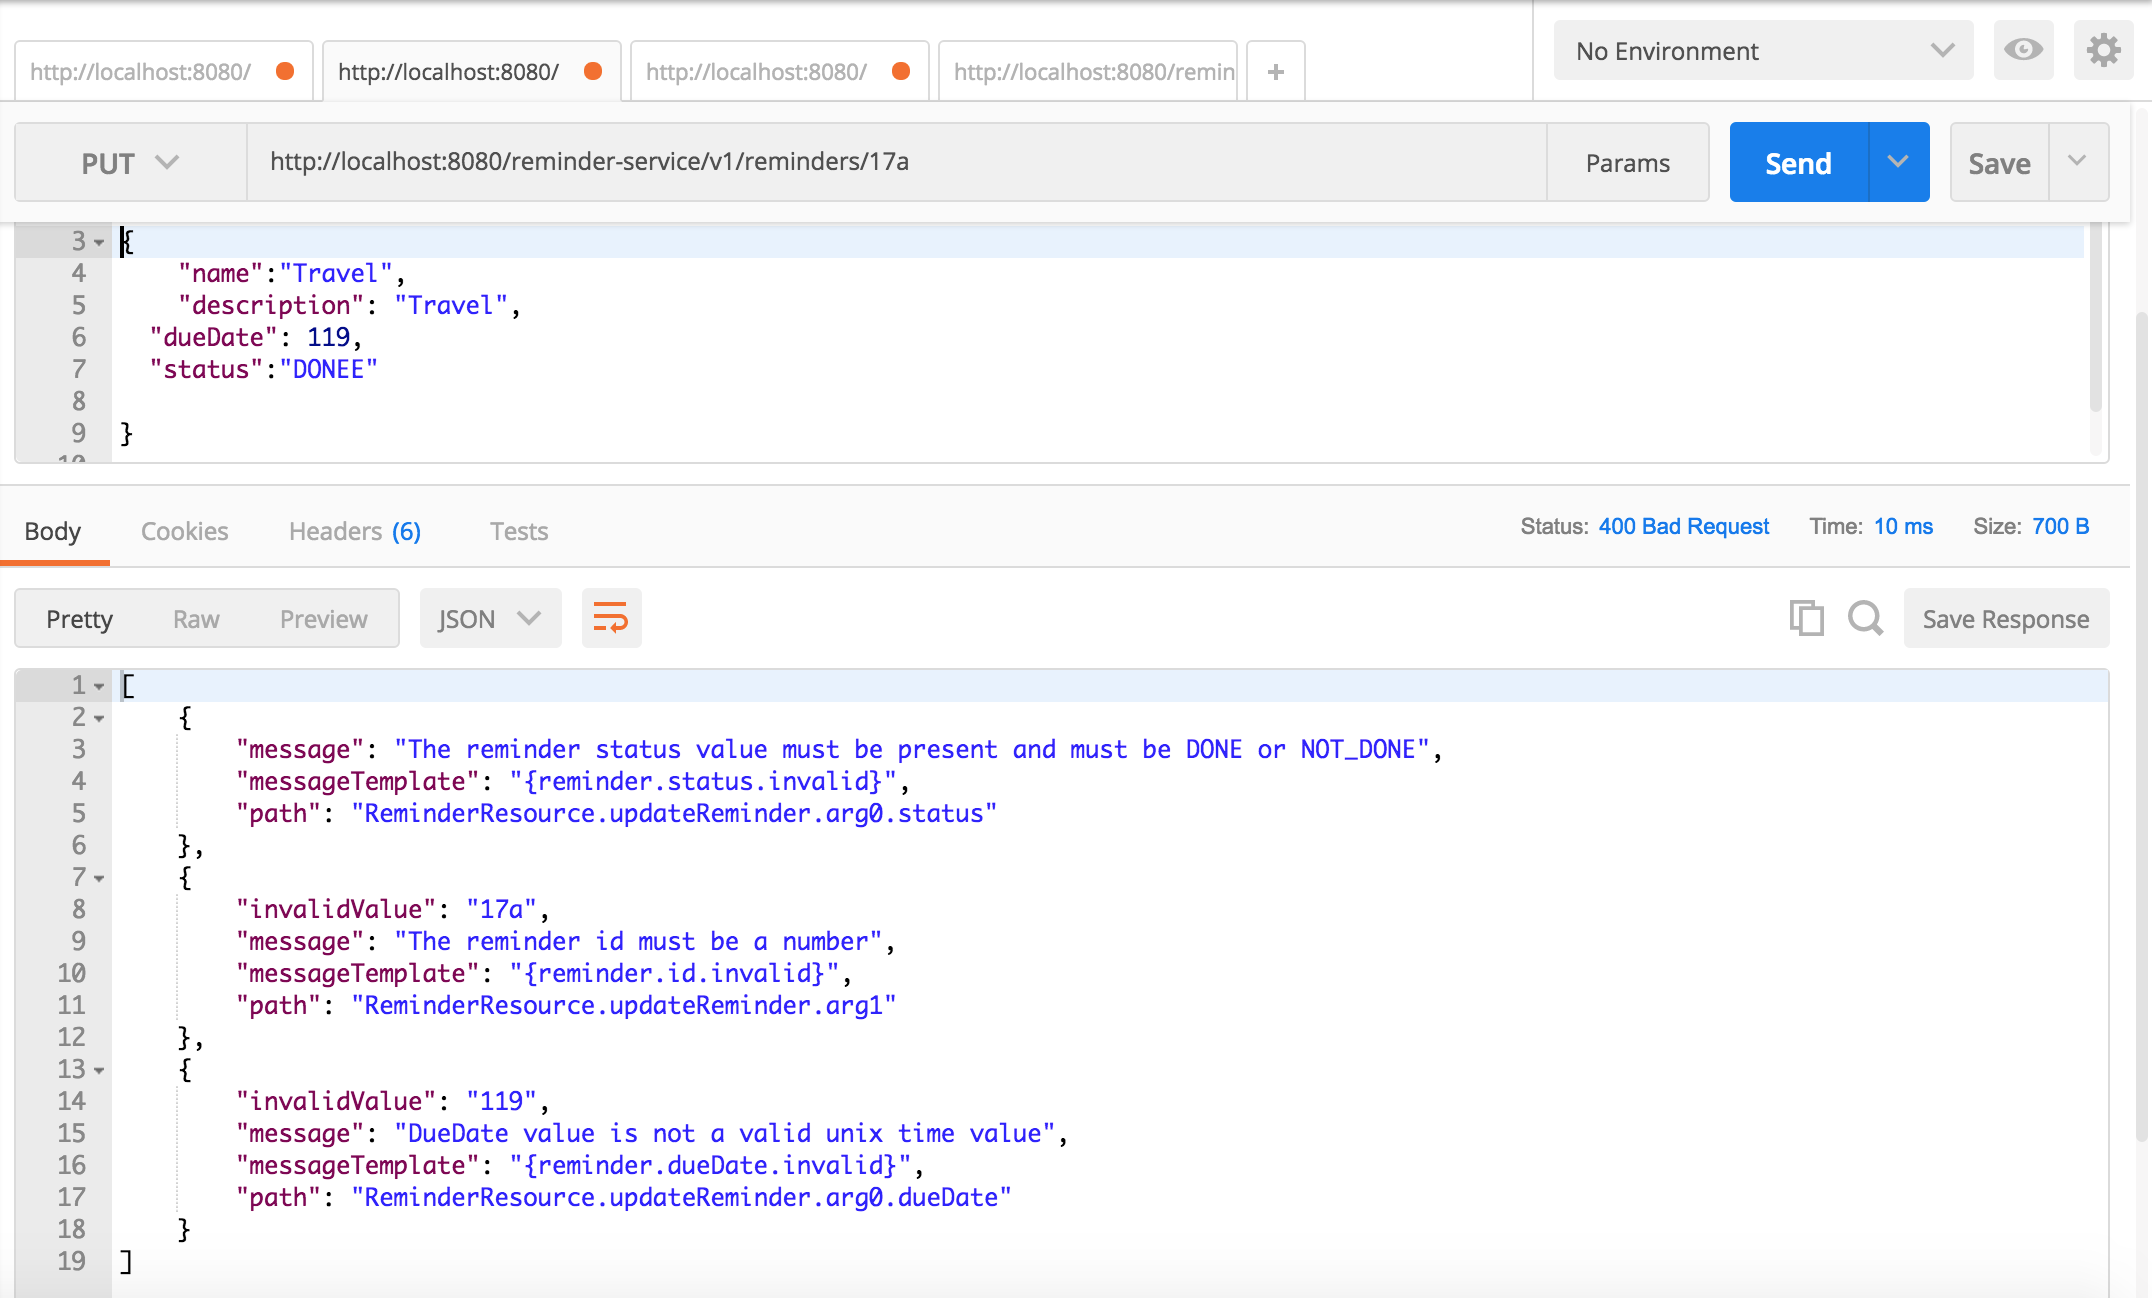 http://localhost:8080/
http://localhost:8080/
http://localhost:8080/
http://localhost:8080/remin
+
No Environment
PUT
http://localhost:8080/reminder-service/v1/reminders/17a
Params
Send
Save
3 {
4 "name":"Travel",
5 "description": "Travel",
6 "dueDate": 119,
7 "status":"DONEE"
8
9 }
10
Body
Cookies
Headers (6)
Tests
Status: 400 Bad Request
Time: 10 ms
Size: 700 B
Pretty
Raw
Preview
JSON
Save Response
1 [
2 {
3 "message": "The reminder status value must be present and must be DONE or NOT_DONE",
4 "messageTemplate": "{reminder.status.invalid}",
5 "path": "ReminderResource.updateReminder.arg0.status"
6 },
7 {
8 "invalidValue": "17a",
9 "message": "The reminder id must be a number",
10 "messageTemplate": "{reminder.id.invalid}",
11 "path": "ReminderResource.updateReminder.arg1"
12 },
13 {
14 "invalidValue": "119",
15 "message": "DueDate value is not a valid unix time value",
16 "messageTemplate": "{reminder.dueDate.invalid}",
17 "path": "ReminderResource.updateReminder.arg0.dueDate"
18 }
19 ]